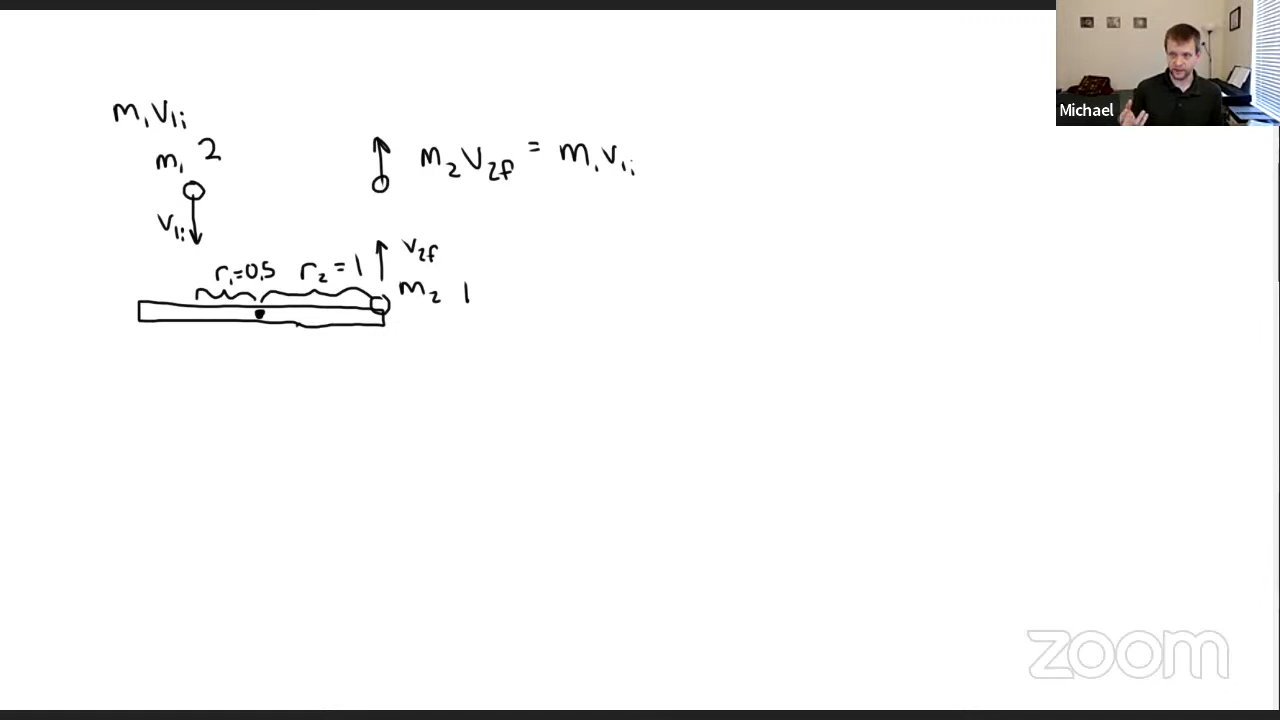 m₁v₁ᵢ
m₁ 2
m₂v₂f = m₁v₁ᵢ
v₁ᵢ
v₂f
r₁=0.5 r₂=1
m₂ 1
Michael
zoom